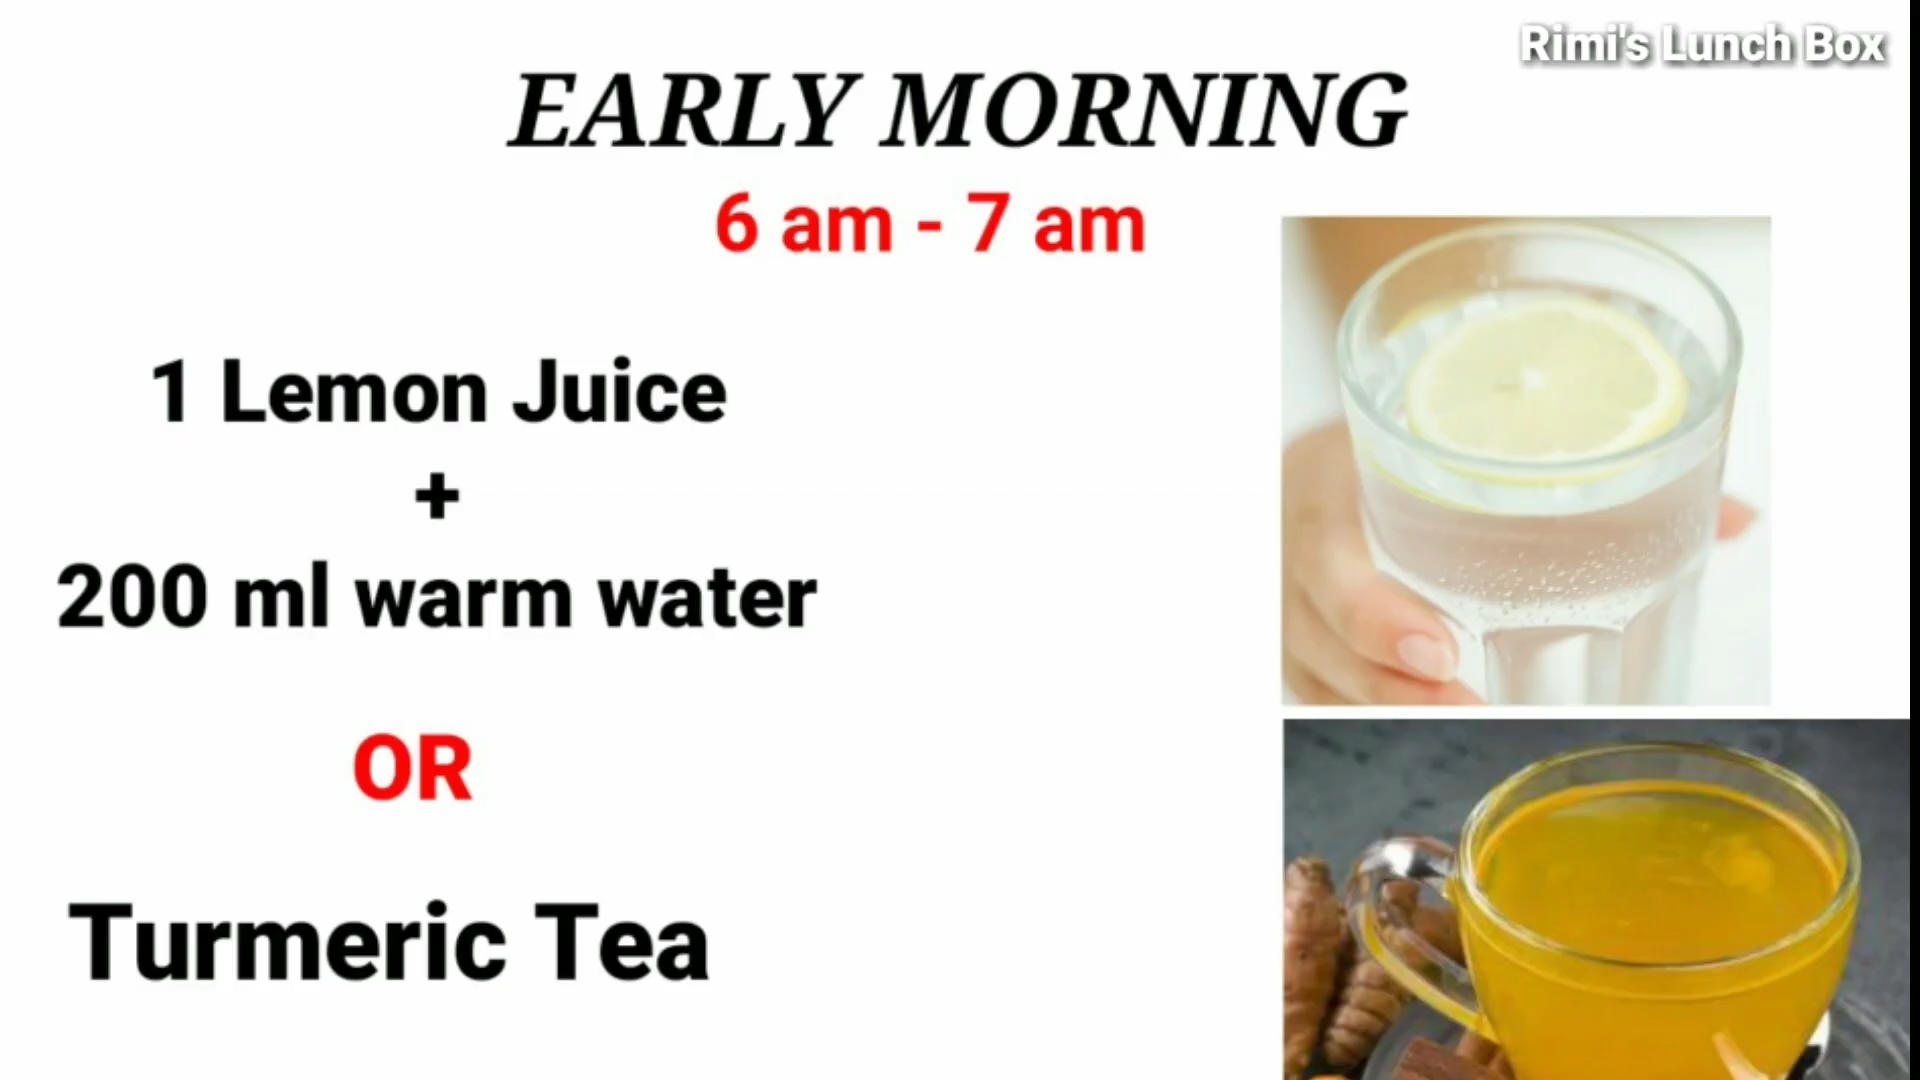 Rimi's Lunch Box
EARLY MORNING
6 am - 7 am
1 Lemon Juice
+
200 ml warm water
OR
Turmeric Tea